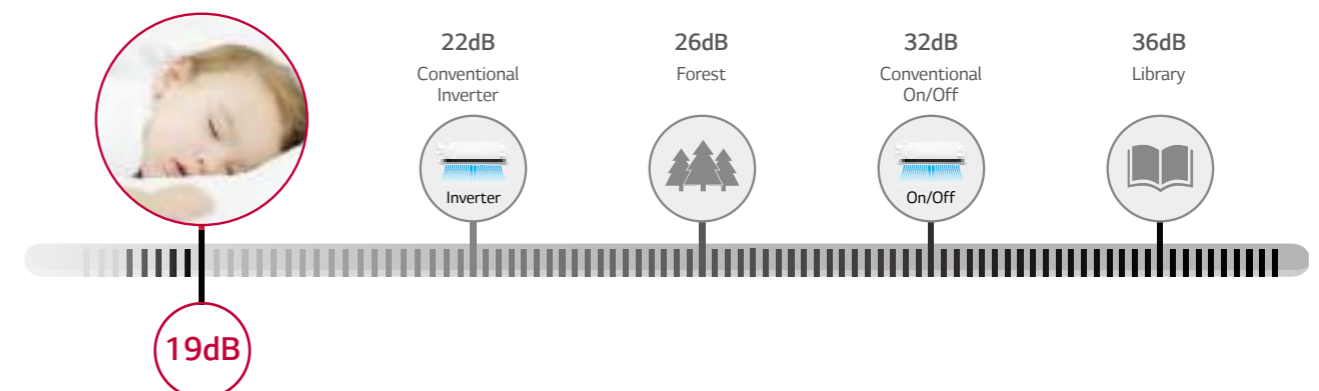 22dB
Conventional
Inverter
Inverter
26dB
Forest
32dB
Conventional
On/Off
On/Off
36dB
Library
19dB